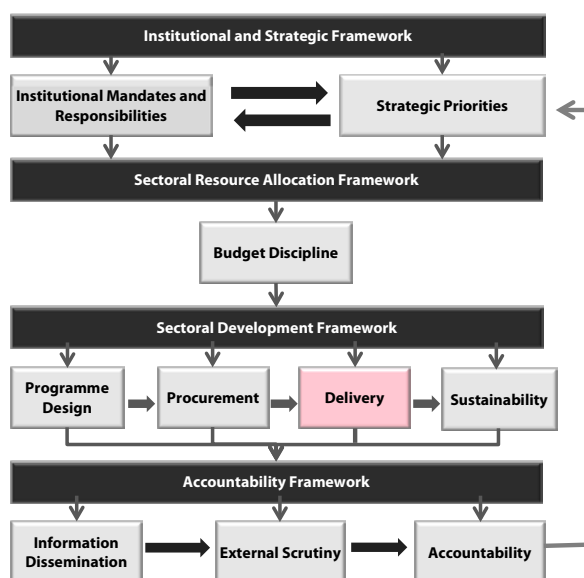 Institutional and Strategic Framework
Institutional Mandates and
Responsibilities
Strategic Priorities
Sectoral Resource Allocation Framework
Budget Discipline
Sectoral Development Framework
Programme
Design
Procurement
Delivery
Sustainability
Accountability Framework
Information
Dissemination
External Scrutiny
Accountability